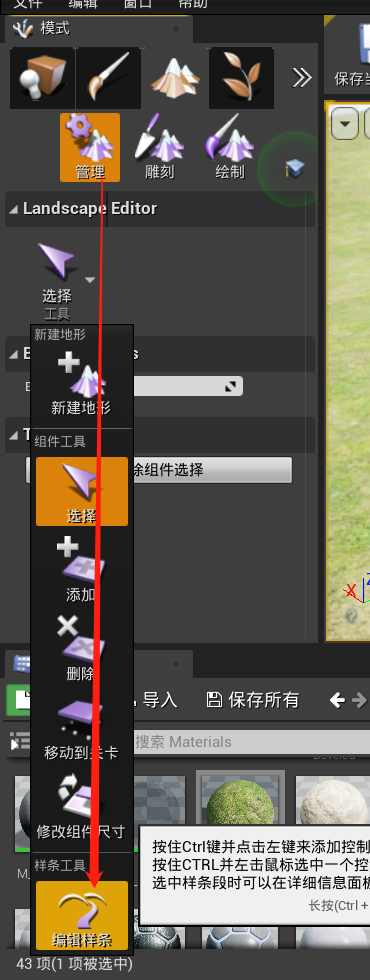 文件 编辑 窗口 帮助
模式
保存当
管理 雕刻 绘制
Landscape Editor
选择
工具
新建地形
新建地形
组件工具
除组件选择
选择
添加
删除
导入 保存所有
移动到关卡
搜索 Materials
修改组件尺寸
样条工具
按住Ctrl键并点击左键来添加控制
按住CTRL并左击鼠标选中一个控
选中样条段时可以在详细信息面板
长按(Ctrl +
编辑样条
43 项(1 项被选中)
X
Z